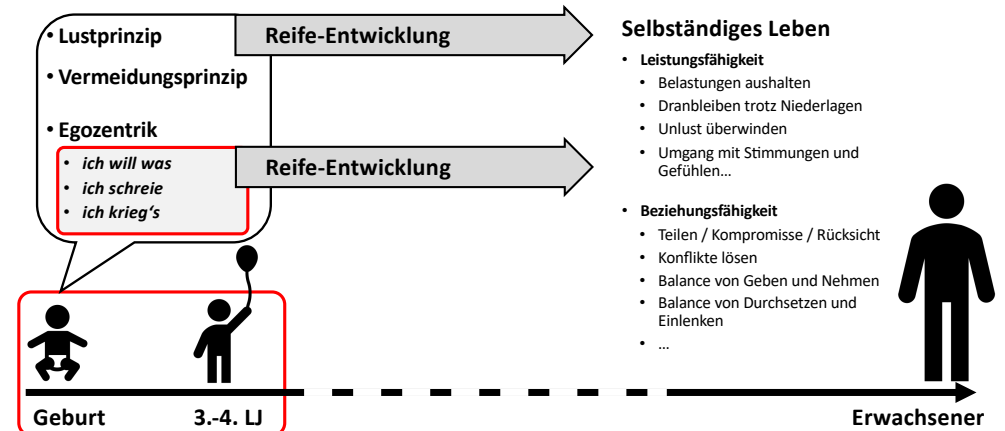 • Lustprinzip
• Vermeidungsprinzip
• Egozentrik
• ich will was
• ich schreie
• ich krieg‘s
Reife-Entwicklung
Reife-Entwicklung
Selbständiges Leben
• Leistungsfähigkeit
• Belastungen aushalten
• Dranbleiben trotz Niederlagen
• Unlust überwinden
• Umgang mit Stimmungen und
Gefühlen...
• Beziehungsfähigkeit
• Teilen / Kompromisse / Rücksicht
• Konflikte lösen
• Balance von Geben und Nehmen
• Balance von Durchsetzen und
Einlenken
• ...
Geburt
3.-4. LJ
Erwachsener